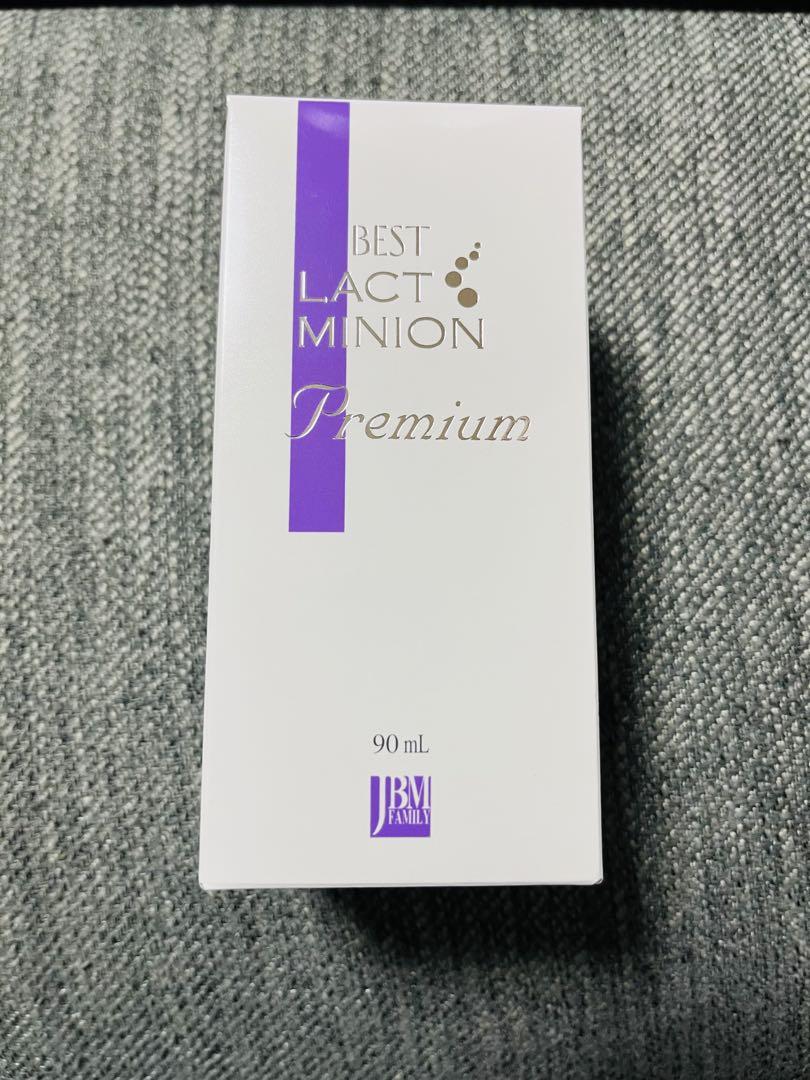 BEST
LACT
MINION
Premium
90 mL
JBM
FAMILY